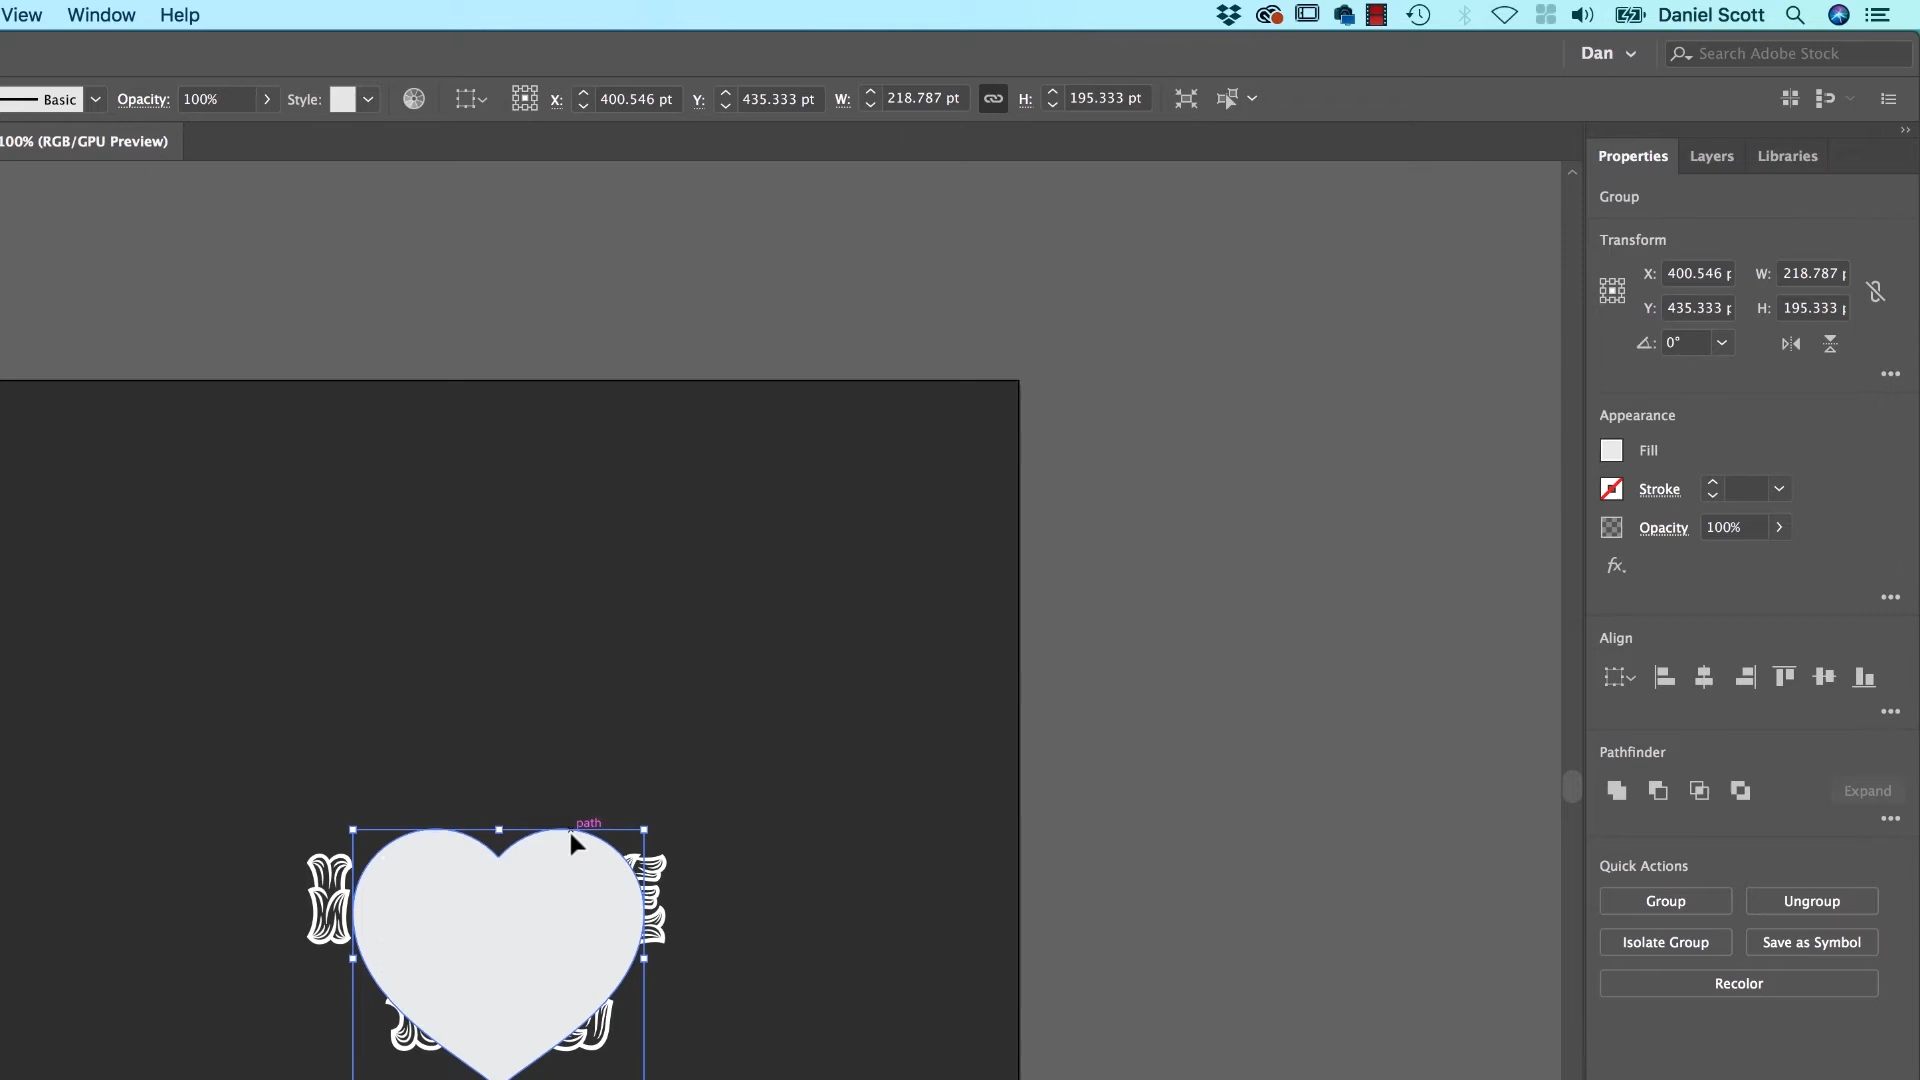 View Window Help Daniel Scott
Dan Search Adobe Stock
Basic Opacity: 100% Style: X: 400.546 pt Y: 435.333 pt W: 218.787 pt H: 195.333 pt
100% (RGB/GPU Preview)
Properties Layers Libraries
Group
Transform
X: 400.546 p W: 218.787 p
Y: 435.333 p H: 195.333 p
0°
Appearance
Fill
Stroke
Opacity 100%
fx.
Align
Pathfinder
Expand
path
Quick Actions
Group Ungroup
Isolate Group Save as Symbol
Recolor